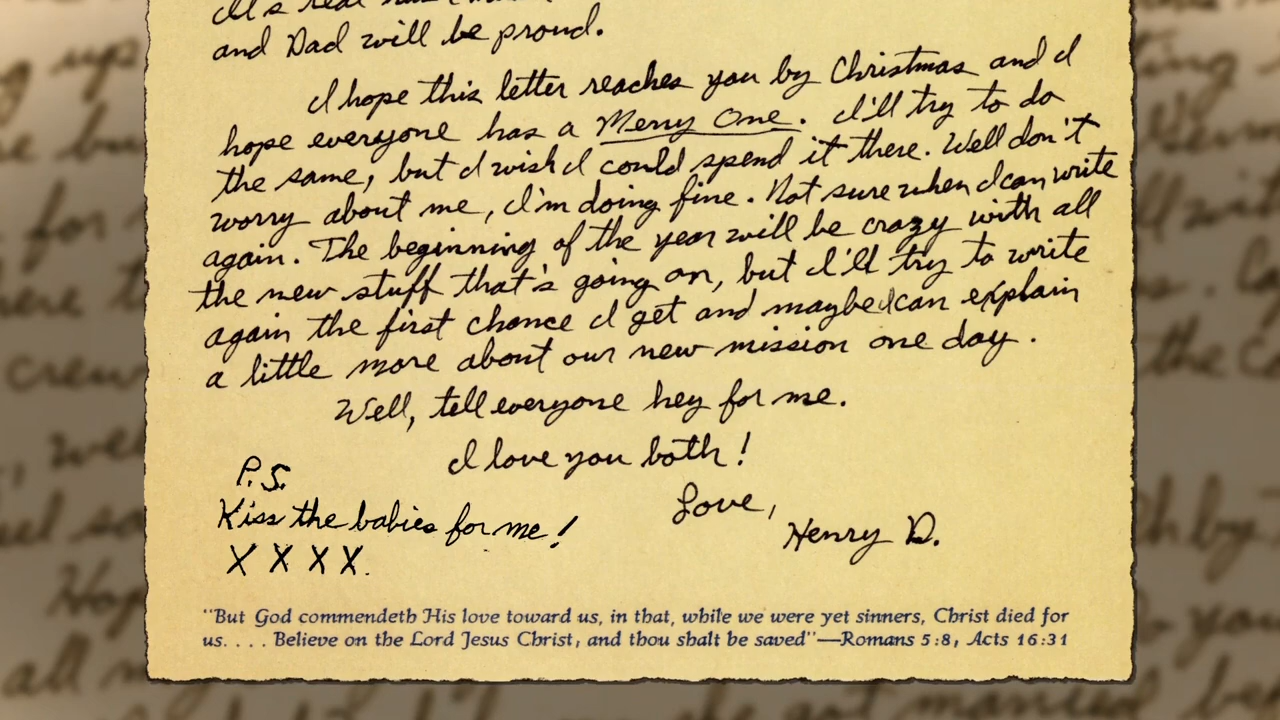 and Dad will be proud.
I hope this letter reaches you by Christmas and I
hope everyone has a Merry One. I'll try to do
the same, but I wish I could spend it there. Well don't
worry about me, I'm doing fine. Not sure when I can write
again. The beginning of the year will be crazy with all
the new stuff that's going on, but I'll try to write
again the first chance I get and maybe I can explain
a little more about our new mission one day.
Well, tell everyone hey for me.
I love you both!
Love,
Henry D.
P.S.
Kiss the babies for me!
X X X X.
"But God commendeth His love toward us, in that, while we were yet sinners, Christ died for
us. . . . Believe on the Lord Jesus Christ, and thou shalt be saved"—Romans 5:8, Acts 16:31